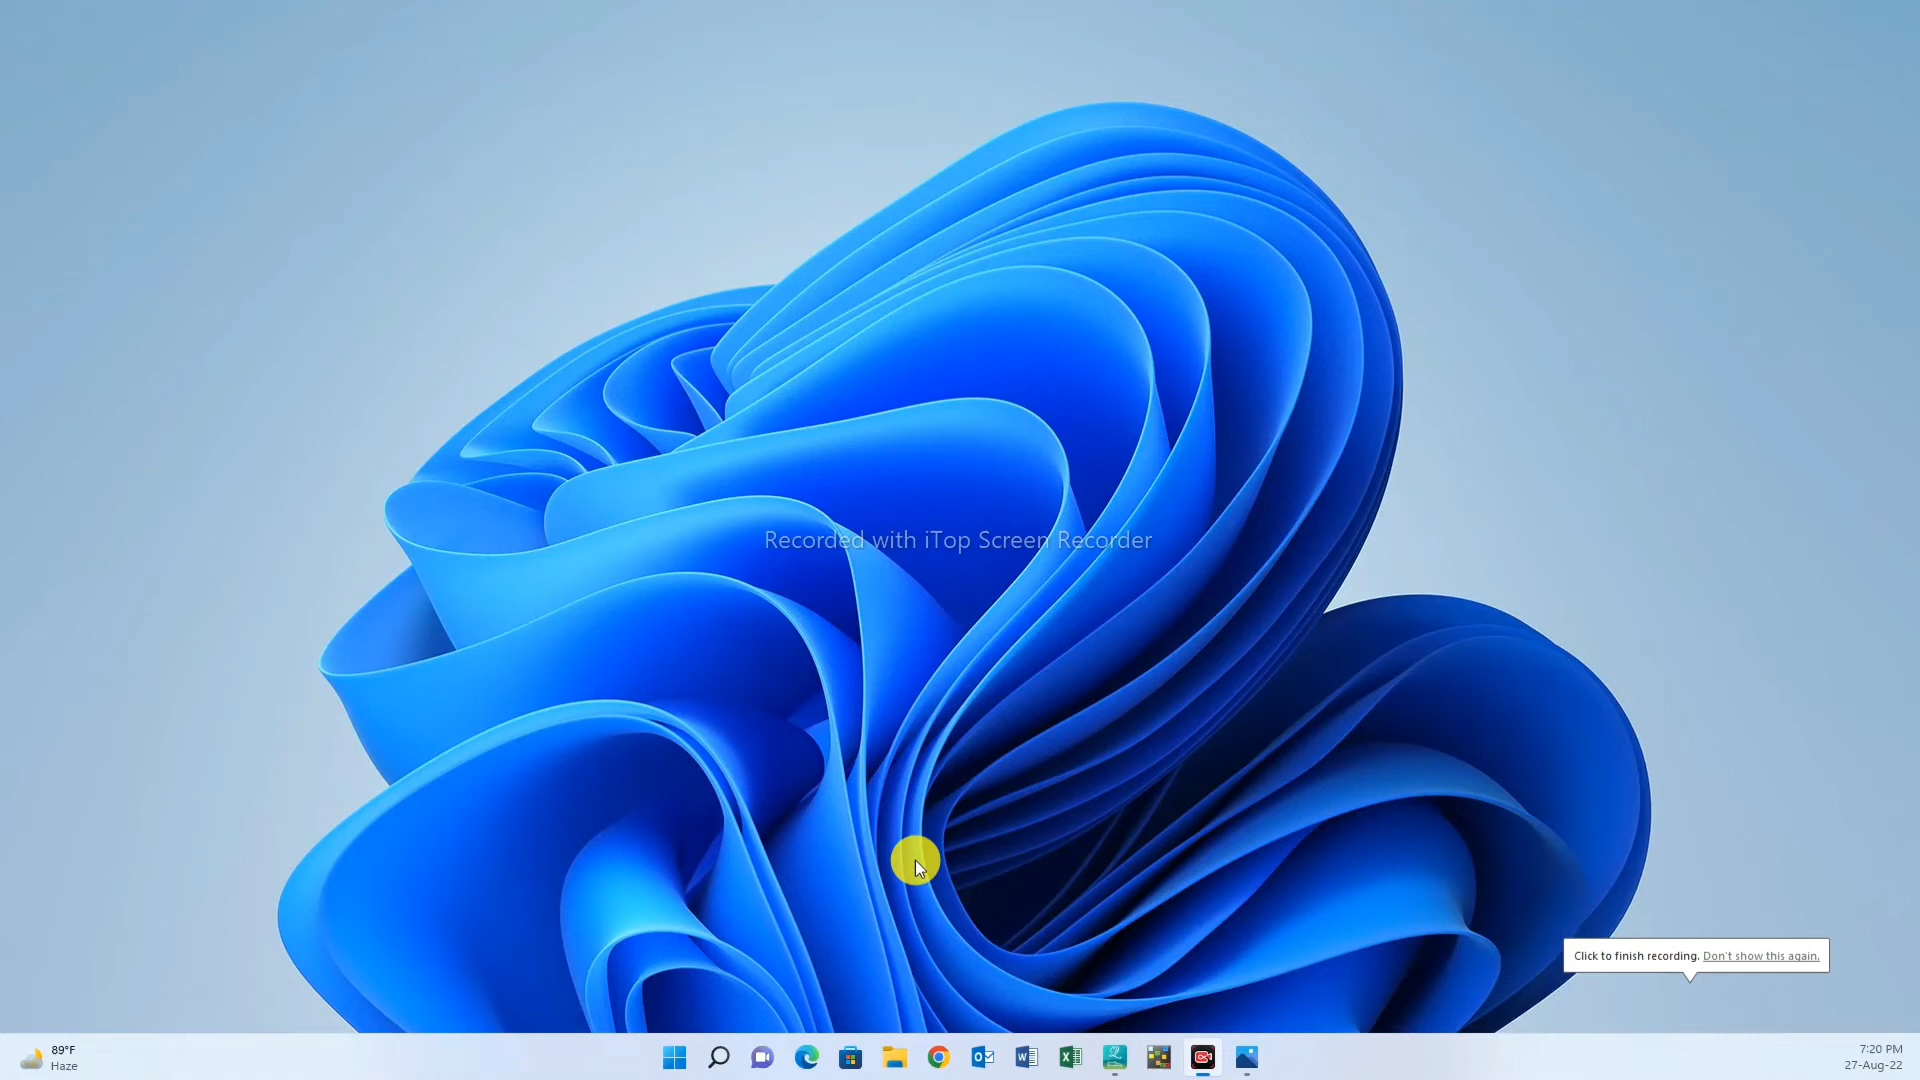 Recorded with iTop Screen Recorder
Click to finish recording. Don't show this again.
89°F
Haze
7:20 PM
27-Aug-22